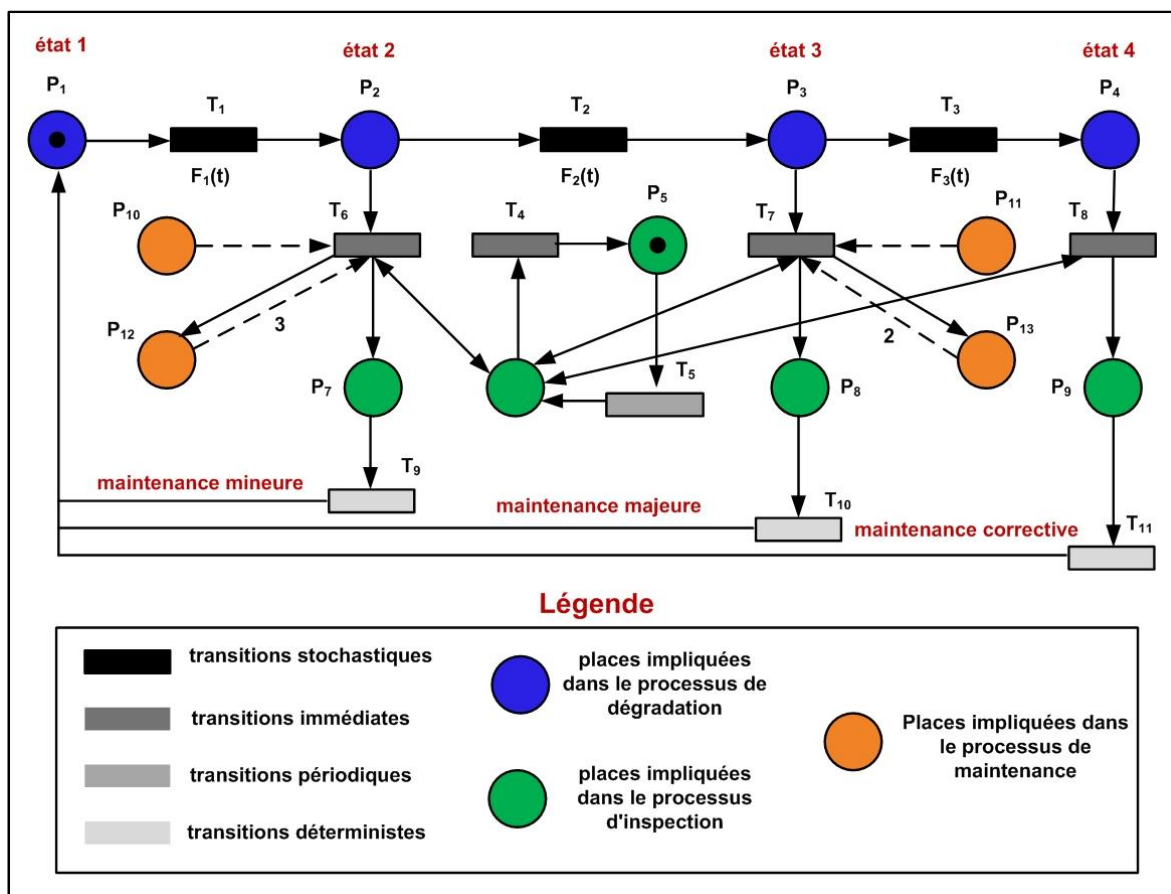 état 1
état 2
état 3
état 4
P1
T1
P2
T2
P3
T3
P4
F1(t)
F2(t)
F3(t)
P10
T6
T4
P5
T7
P11
T8
P12
3
P7
T5
P8
2
P13
P9
T9
maintenance mineure
maintenance majeure
T10
maintenance corrective
T11
Légende
transitions stochastiques
transitions immédiates
transitions périodiques
transitions déterministes
places impliquées
dans le processus de
dégradation
places impliquées
dans le processus
d'inspection
Places impliquées dans
le processus de
maintenance